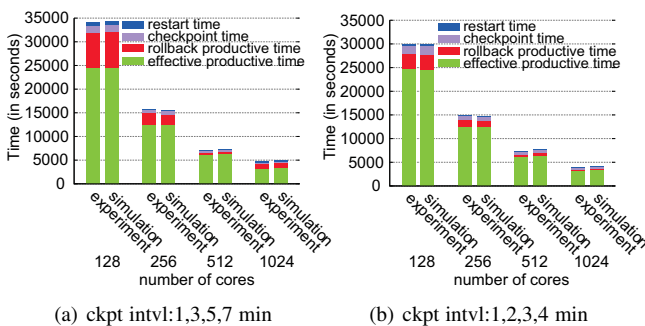 35000
30000
25000
20000
15000
10000
5000
0
Time (in seconds)
restart time
checkpoint time
rollback productive time
effective productive time
experiment
simulation
experiment
simulation
experiment
simulation
experiment
simulation
128
256
512
1024
number of cores
(a) ckpt intvl:1,3,5,7 min
35000
30000
25000
20000
15000
10000
5000
0
Time (in seconds)
restart time
checkpoint time
rollback productive time
effective productive time
experiment
simulation
experiment
simulation
experiment
simulation
experiment
simulation
128
256
512
1024
number of cores
(b) ckpt intvl:1,2,3,4 min